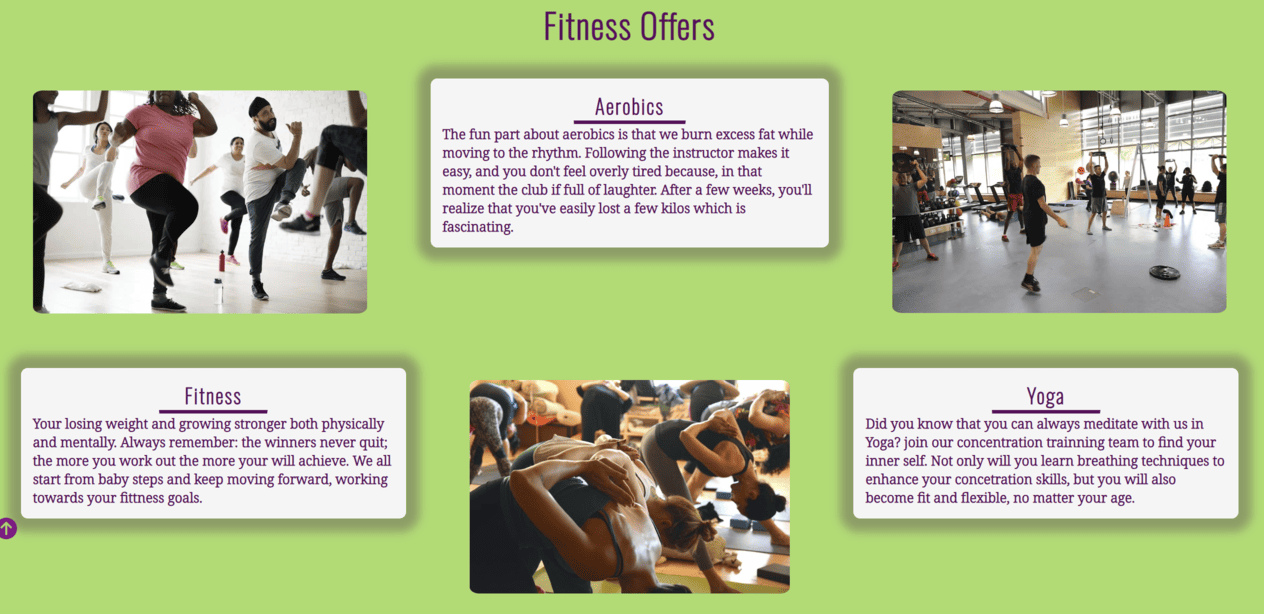 Fitness Offers
Aerobics
The fun part about aerobics is that we burn excess fat while
moving to the rhythm. Following the instructor makes it
easy, and you don't feel overly tired because, in that
moment the club if full of laughter. After a few weeks, you'll
realize that you've easily lost a few kilos which is
fascinating.
Fitness
Your losing weight and growing stronger both physically
and mentally. Always remember: the winners never quit;
the more you work out the more your will achieve. We all
start from baby steps and keep moving forward, working
towards your fittness goals.
Yoga
Did you know that you can always meditate with us in
Yoga? join our concentration trainning team to find your
inner self. Not only will you learn breathing techniques to
enhance your concetration skills, but you will also
become fit and flexible, no matter your age.